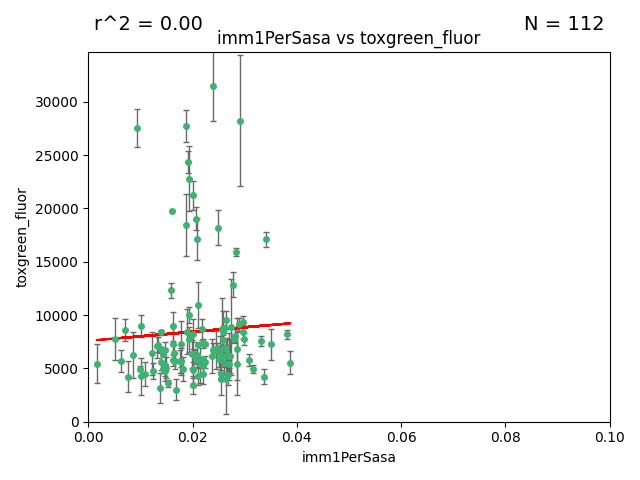 r^2 = 0.00
N = 112
imm1PerSasa vs toxgreen_fluor
30000
25000
20000
15000
10000
5000
0
toxgreen_fluor
0.00
0.02
0.04
0.06
0.08
0.10
imm1PerSasa